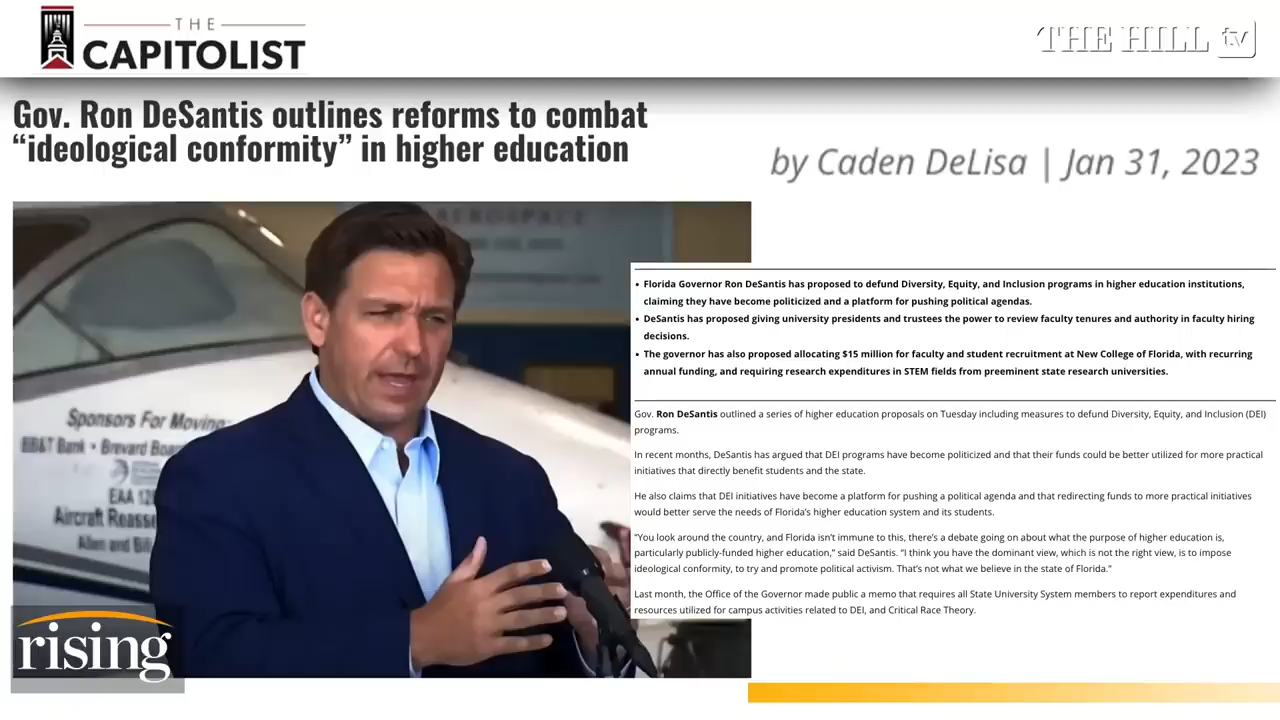 THE
CAPITOLIST
THE HILL tv
Gov. Ron DeSantis outlines reforms to combat
“ideological conformity” in higher education
by Caden DeLisa | Jan 31, 2023
AEROSPACE
Sponsors For Moving:
BB&T Bank • Brevard
EAA
Aircraft
Allen and
• Florida Governor Ron DeSantis has proposed to defund Diversity, Equity, and Inclusion programs in higher education institutions,
claiming they have become politicized and a platform for pushing political agendas.
• DeSantis has proposed giving university presidents and trustees the power to review faculty tenures and authority in faculty hiring
decisions.
• The governor has also proposed allocating $15 million for faculty and student recruitment at New College of Florida, with recurring
annual funding, and requiring research expenditures in STEM fields from preeminent state research universities.
Gov. Ron DeSantis outlined a series of higher education proposals on Tuesday including measures to defund Diversity, Equity, and Inclusion (DEI)
programs.
In recent months, DeSantis has argued that DEI programs have become politicized and that their funds could be better utilized for more practical
initiatives that directly benefit students and the state.
He also claims that DEI initiatives have become a platform for pushing a political agenda and that redirecting funds to more practical initiatives
would better serve the needs of Florida’s higher education system and its students.
“You look around the country, and Florida isn’t immune to this, there’s a debate going on about what the purpose of higher education is,
particularly publicly-funded higher education,” said DeSantis. “I think you have the dominant view, which is not the right view, is to impose
ideological conformity, to try and promote political activism. That’s not what we believe in the state of Florida.”
Last month, the Office of the Governor made public a memo that requires all State University System members to report expenditures and
resources utilized for campus activities related to DEI, and Critical Race Theory.
rising